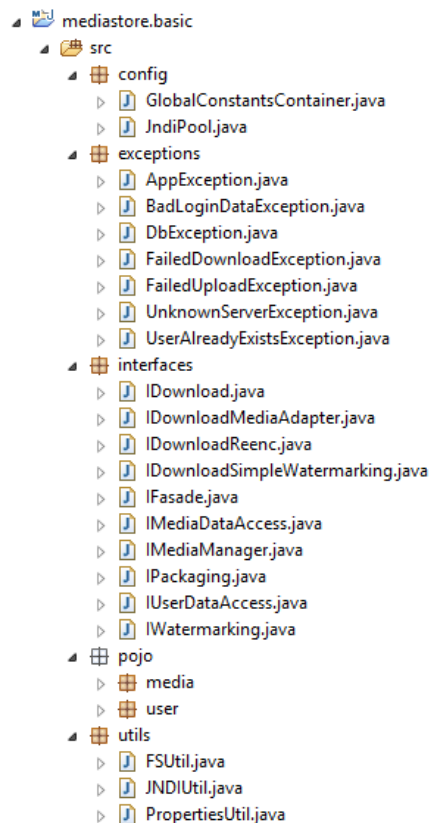 mediastore.basic
src
config
GlobalConstantsContainer.java
JndiPool.java
exceptions
AppException.java
BadLoginDataException.java
DbException.java
FailedDownloadException.java
FailedUploadException.java
UnknownServerException.java
UserAlreadyExistsException.java
interfaces
IDownload.java
IDownloadMediaAdapter.java
IDownloadReenc.java
IDownloadSimpleWatermarking.java
IFasade.java
IMediaDataAccess.java
IMediaManager.java
IPackaging.java
IUserDataAccess.java
IWatermarking.java
pojo
media
user
utils
FSUtil.java
JNDIUtil.java
PropertiesUtil.java